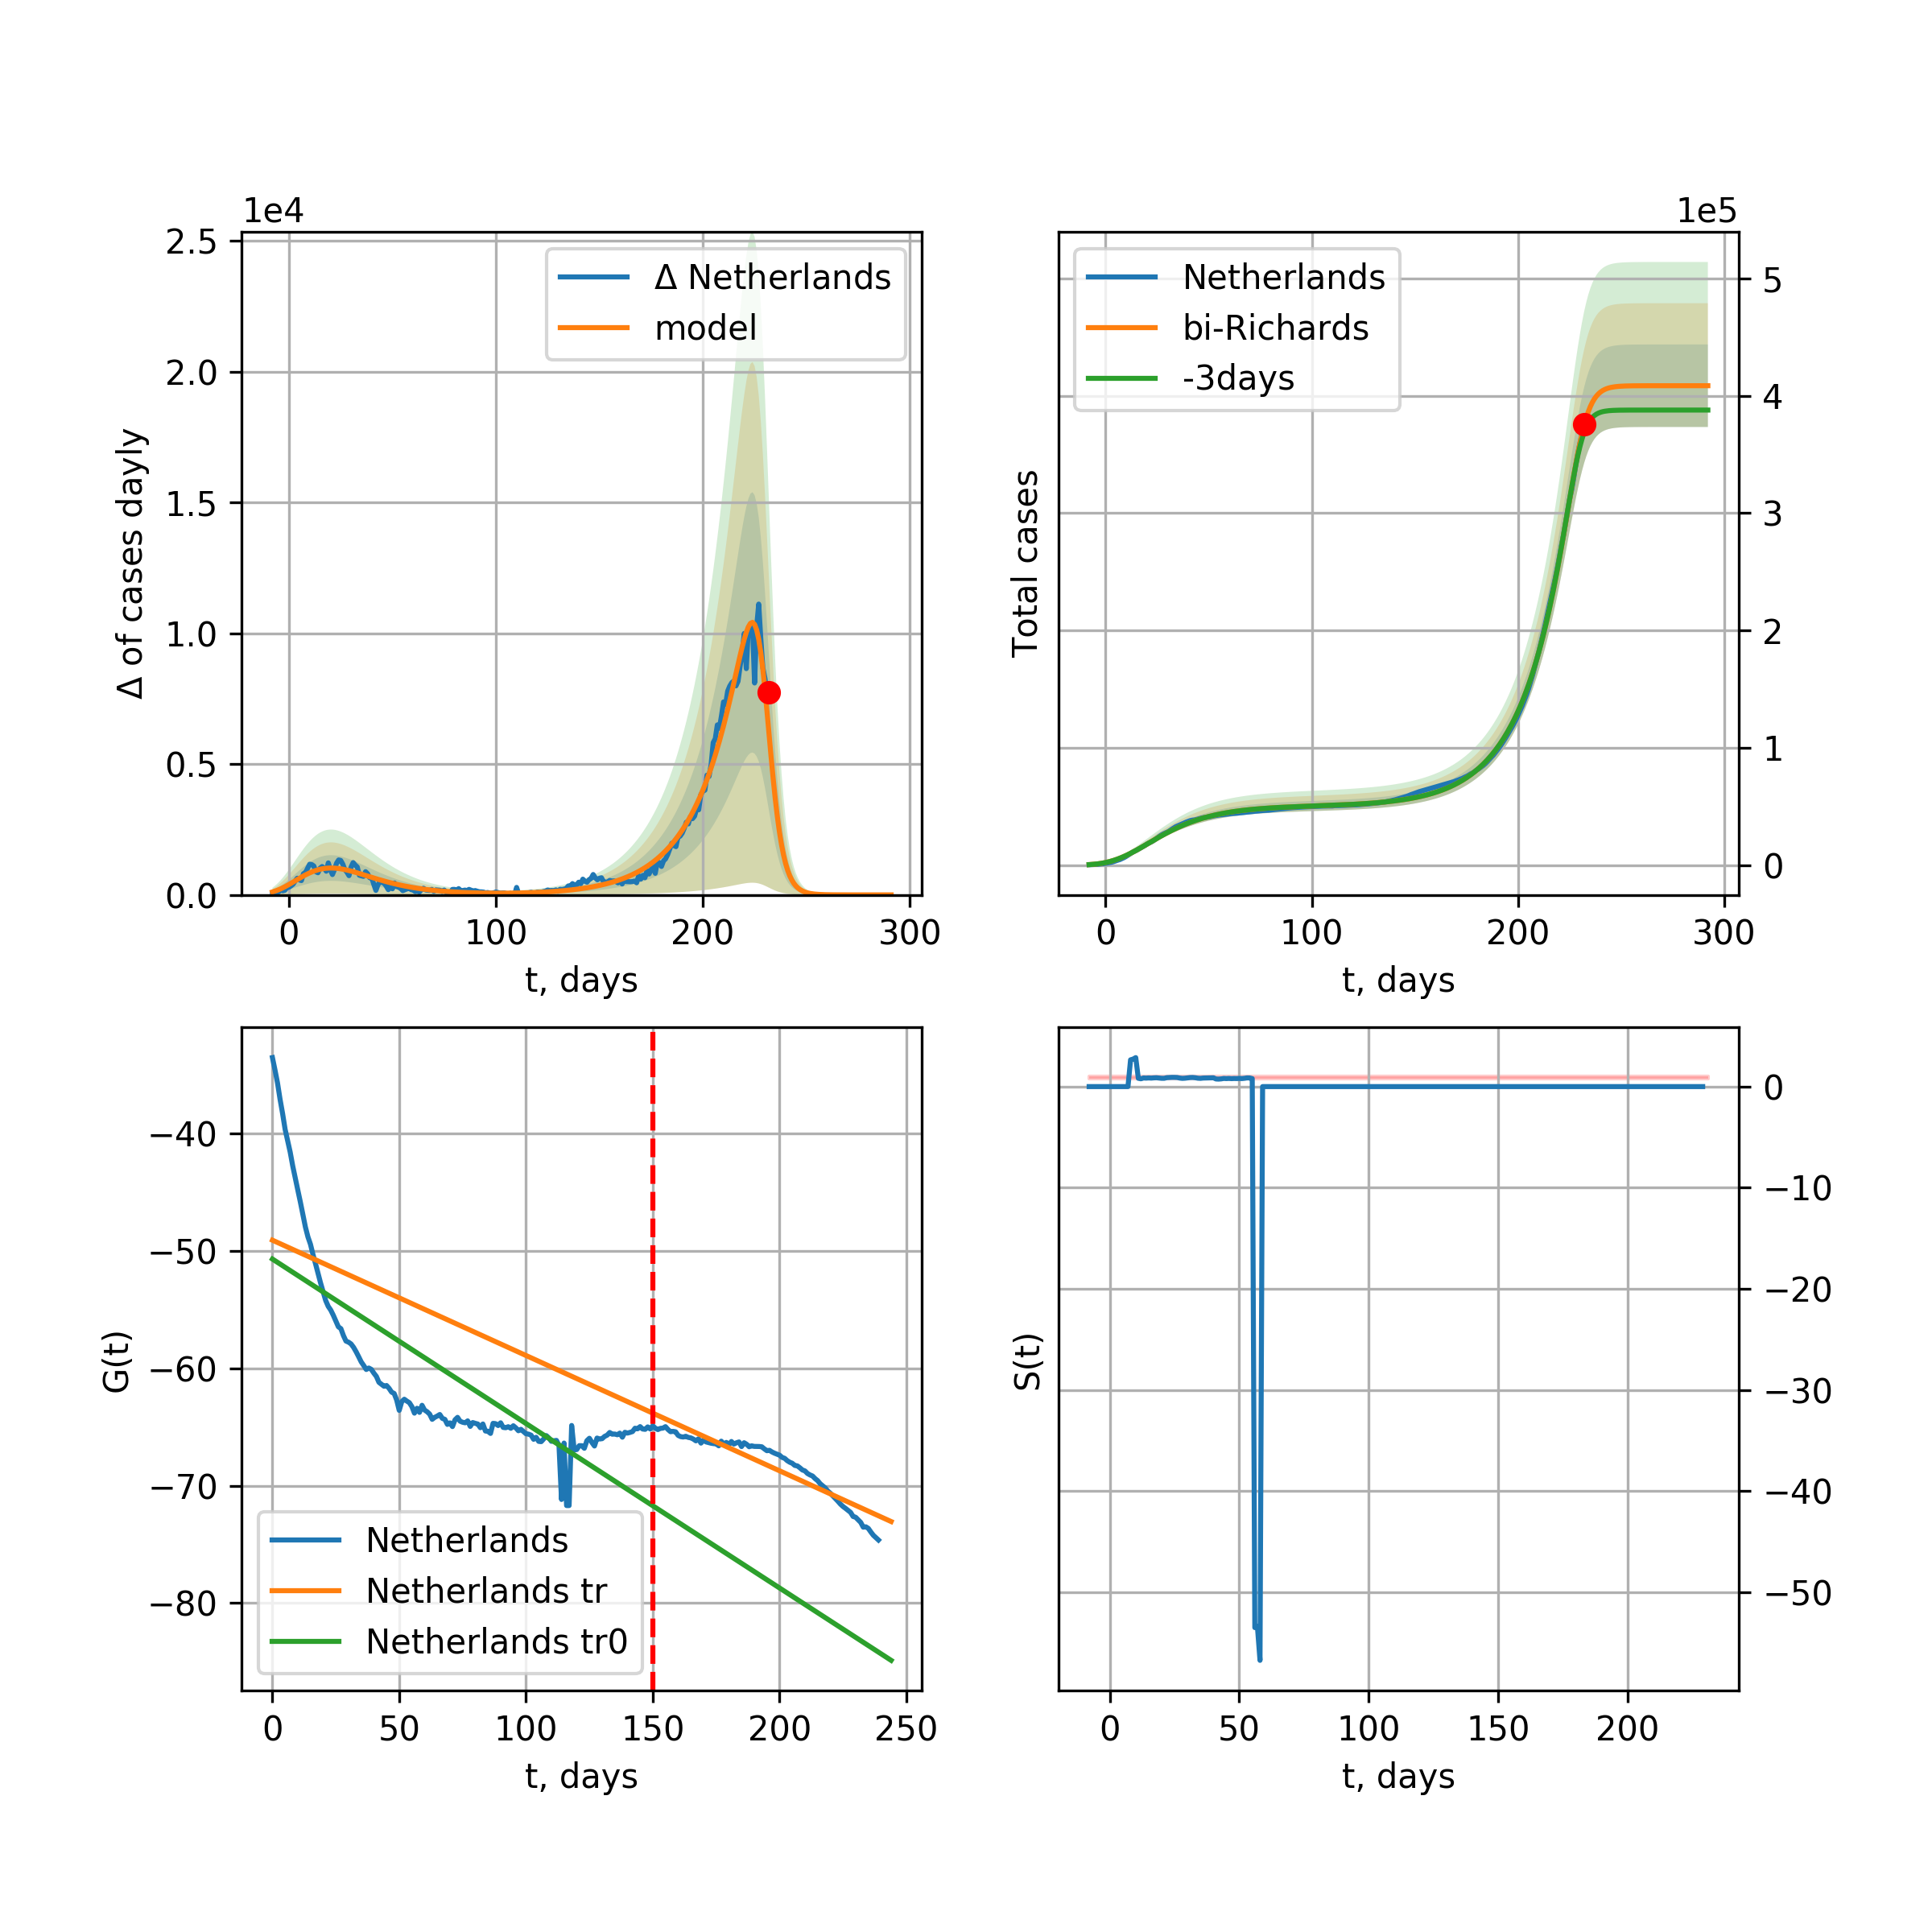 1e4
2.5
2.0
1.5
1.0
0.5
0.0
Δ of cases dayly
Δ Netherlands
model
0 100 200 300
t, days
1e5
Netherlands
bi-Richards
-3days
Total cases
5
4
3
2
1
0
0 100 200 300
t, days
−40
−50
−60
−70
−80
G(t)
Netherlands
Netherlands tr
Netherlands tr0
0 50 100 150 200 250
t, days
S(t)
0
−10
−20
−30
−40
−50
0 50 100 150 200
t, days